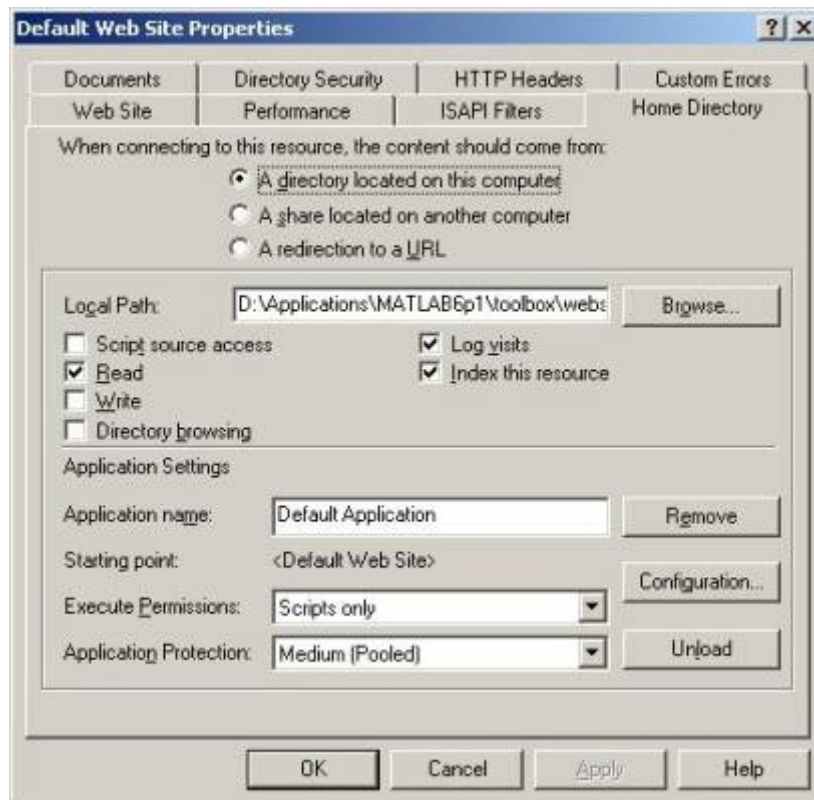 Default Web Site Properties
Documents Directory Security HTTP Headers Custom Errors
Web Site Performance ISAPI Filters Home Directory
When connecting to this resource, the content should come from:
A directory located on this computer
A share located on another computer
A redirection to a URL
Local Path: D:\Applications\MATLAB6p1\toolbox\webs Browse...
Script source access Log visits
Read Index this resource
Write
Directory browsing
Application Settings
Application name: Default Application Remove
Starting point: <Default Web Site>
Configuration...
Execute Permissions: Scripts only
Application Protection: Medium (Pooled) Unload
OK Cancel Apply Help